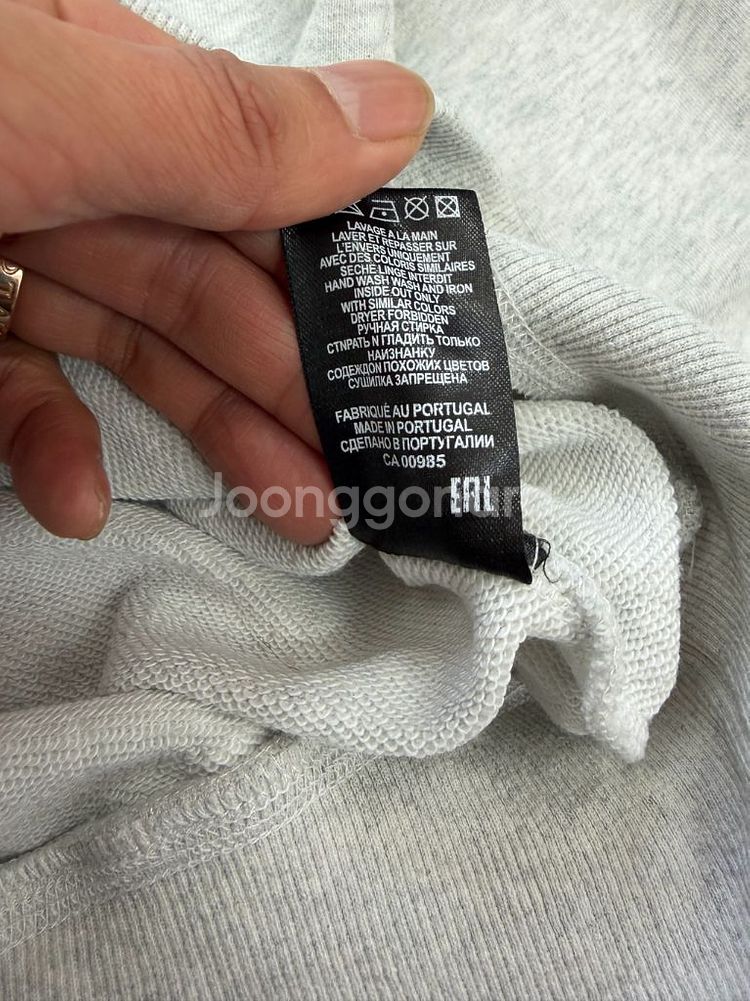 LAVAGE A LA MAIN
LAVER ET REPASSER SUR
L'ENVERS UNIQUEMENT
AVEC DES COLORIS SIMILAIRES
SECHE LINGE INTERDIT
HAND WASH WASH AND IRON
INSIDE OUT ONLY
WITH SIMILAR COLORS
DRYER FORBIDDEN
РУЧНАЯ СТИРКА
СТNРАТЬ N ГЛАДИТЬ ТОЛЬКО
НАИЗНАНКУ
СОДЕЖДОN ПОХОЖИХ ЦВЕТОВ
СУШИЛКА ЗАПРЕЩЕНА
FABRIQUÉ AU PORTUGAL
MADE IN PORTUGAL
СДЕЛАНО В ПОРТУГАЛИИ
CA 00985
EAC
Joonggonara